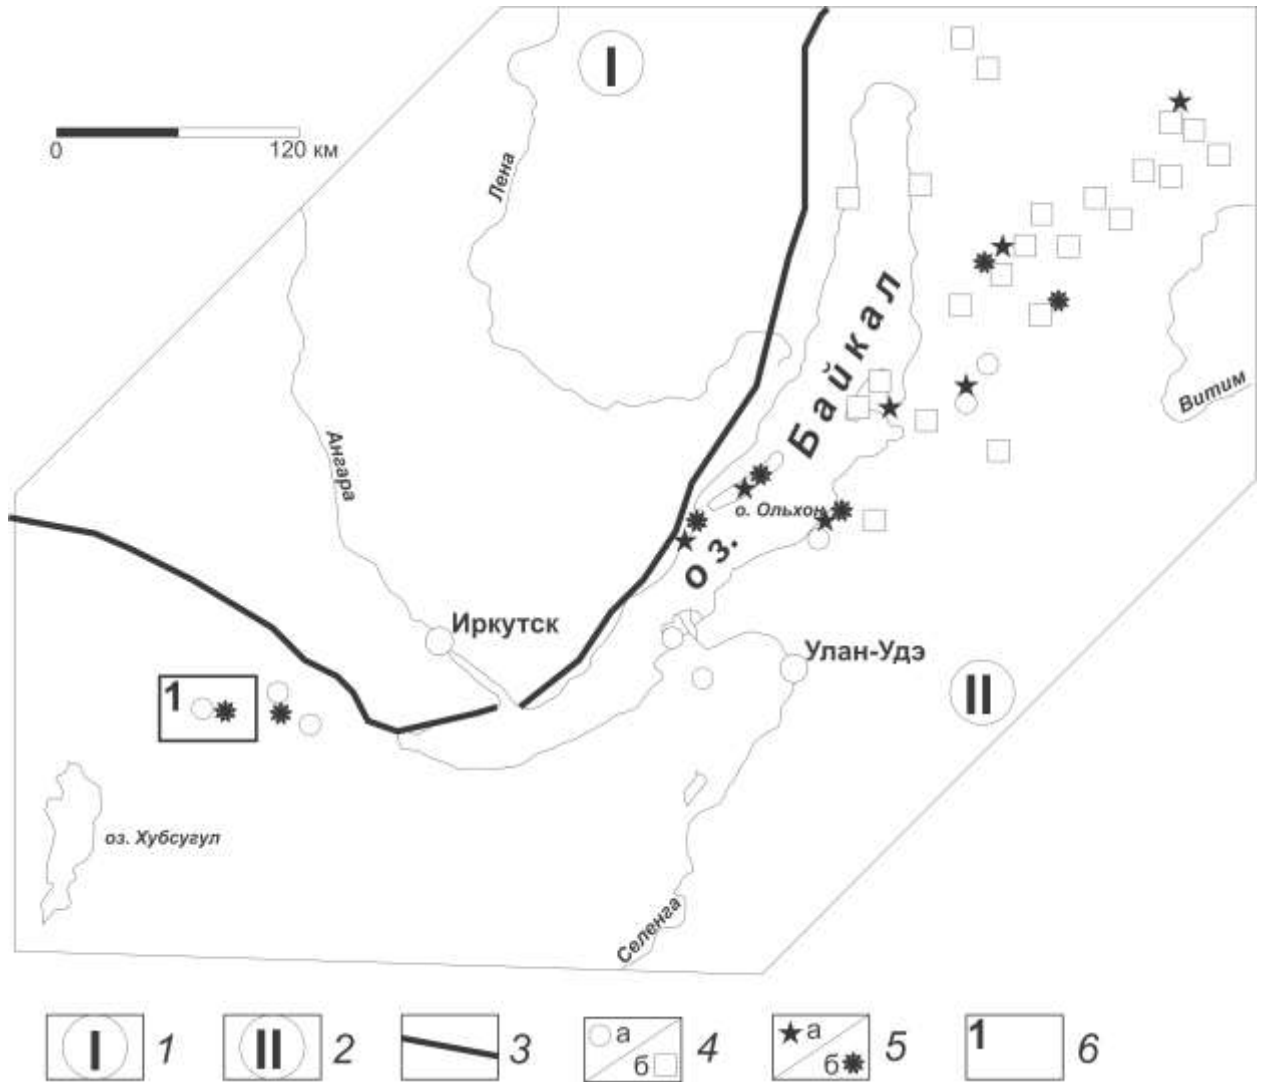 I
0 120 км
Лена
Байкал
Витим
Ангара
о. Ольхон
оз.
Иркутск
Улан-Удэ
1
II
оз. Хубсугул
Селенга
I 1
II 2
3
а б 4
а б 5
1 6